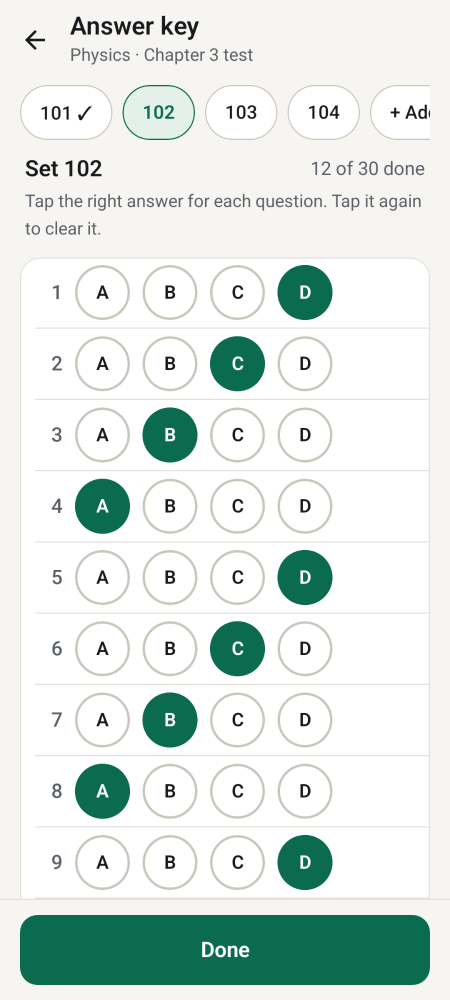 Answer key
Physics · Chapter 3 test
101 ✓ 102 103 104 + Add
Set 102 12 of 30 done
Tap the right answer for each question. Tap it again
to clear it.
1 A B C D
2 A B C D
3 A B C D
4 A B C D
5 A B C D
6 A B C D
7 A B C D
8 A B C D
9 A B C D
Done